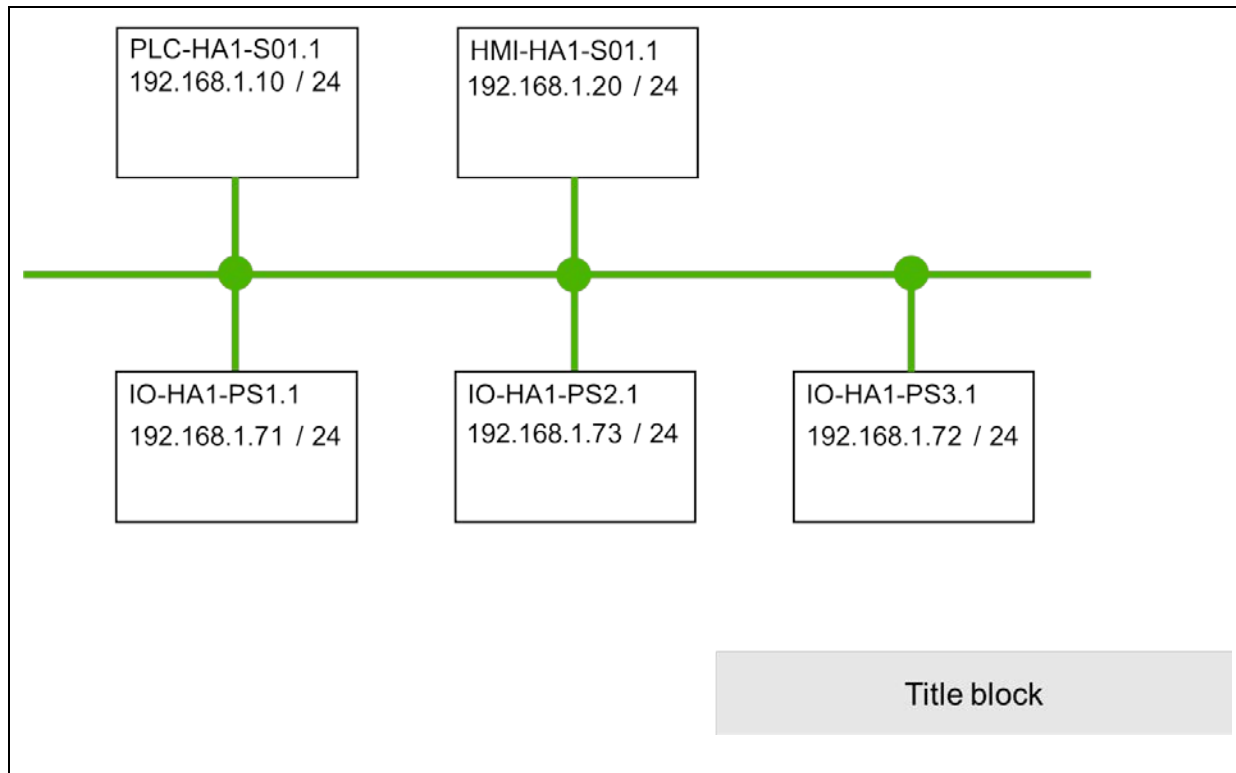 PLC-HA1-S01.1
192.168.1.10 / 24
HMI-HA1-S01.1
192.168.1.20 / 24
IO-HA1-PS1.1
192.168.1.71 / 24
IO-HA1-PS2.1
192.168.1.73 / 24
IO-HA1-PS3.1
192.168.1.72 / 24
Title block